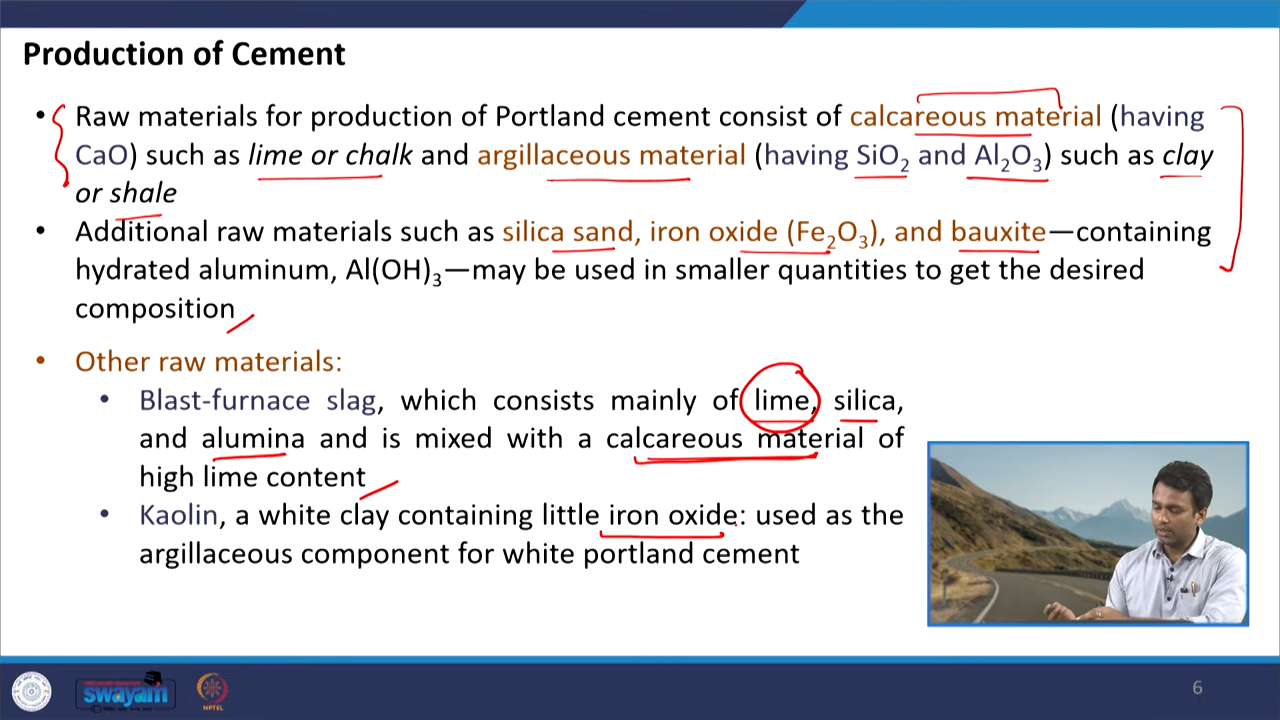 Production of Cement
• Raw materials for production of Portland cement consist of calcareous material (having
CaO) such as lime or chalk and argillaceous material (having SiO₂ and Al₂O₃) such as clay
or shale
• Additional raw materials such as silica sand, iron oxide (Fe₂O₃), and bauxite—containing
hydrated aluminum, Al(OH)₃—may be used in smaller quantities to get the desired
composition
• Other raw materials:
• Blast-furnace slag, which consists mainly of lime, silica,
and alumina and is mixed with a calcareous material of
high lime content
• Kaolin, a white clay containing little iron oxide: used as the
argillaceous component for white portland cement
swayam
NPTEL
6